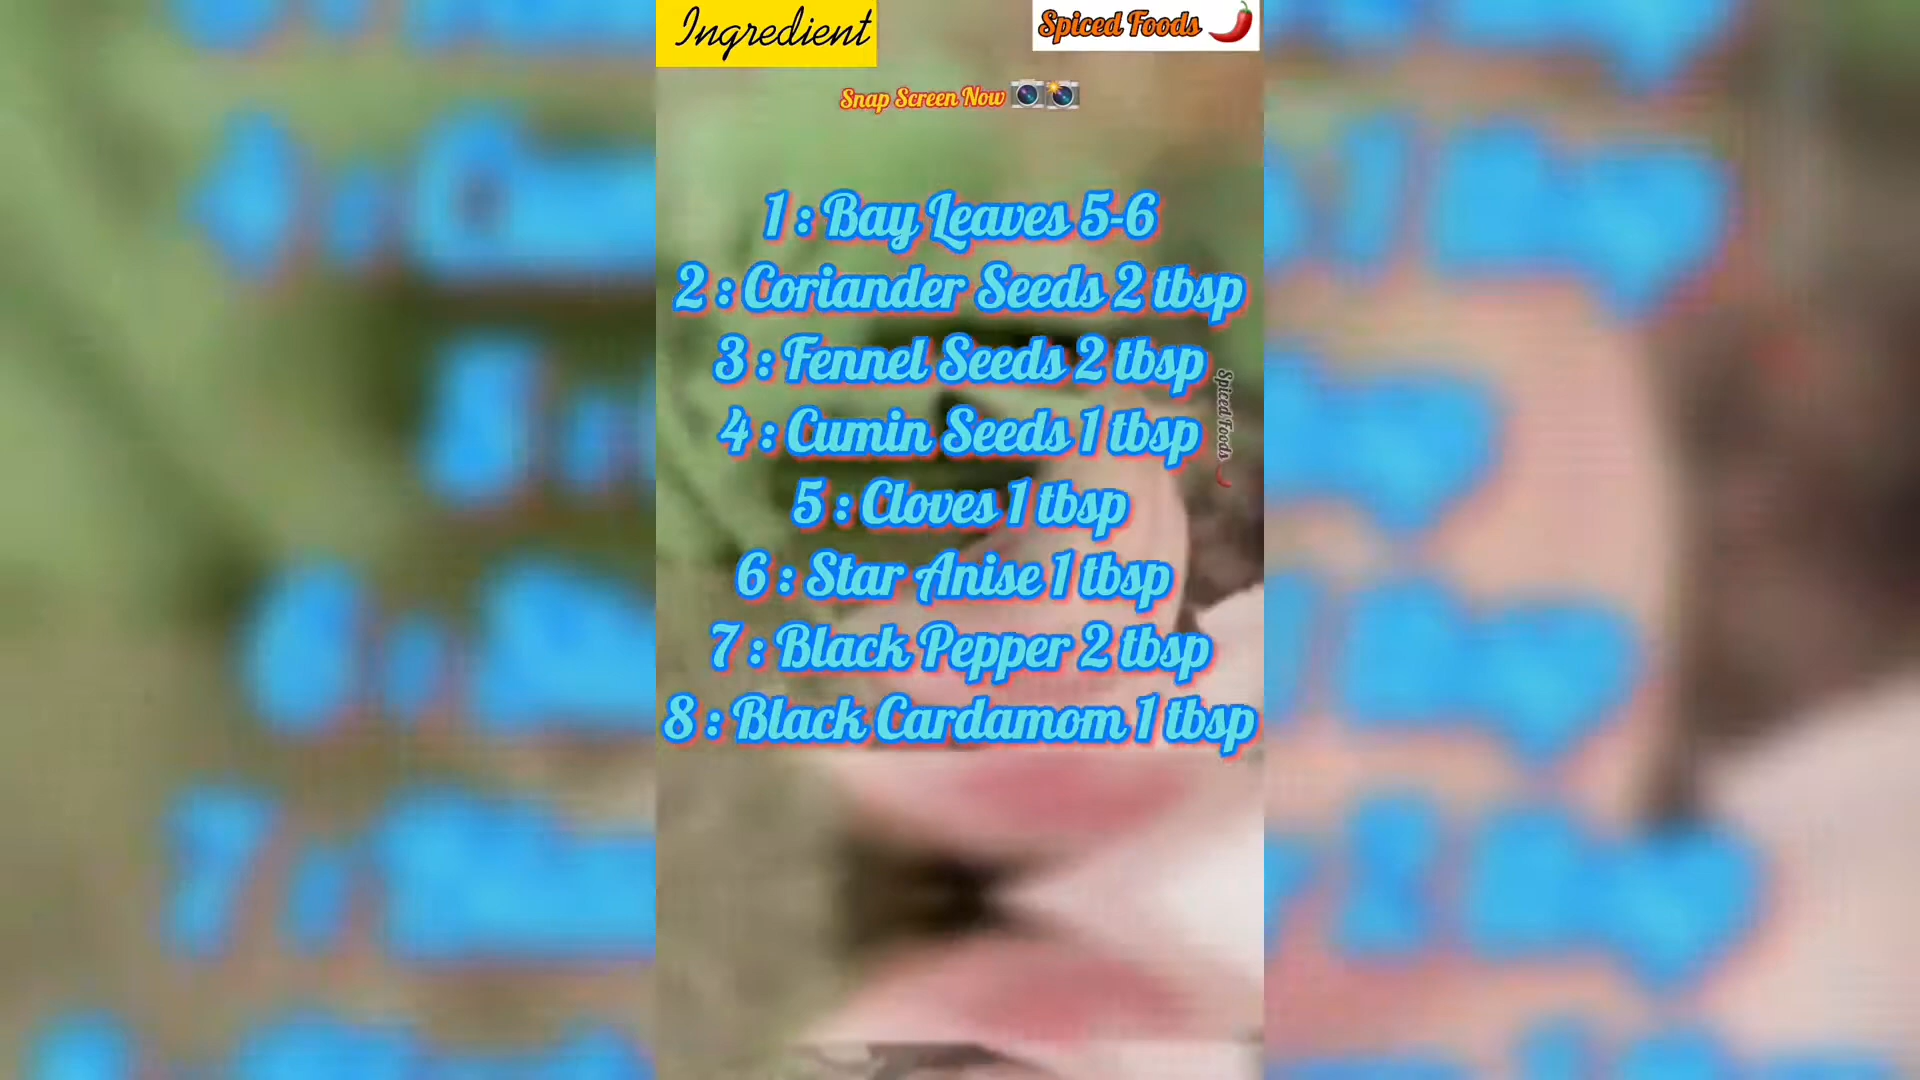 Ingredient
Spiced Foods
Snap Screen Now
1 : Bay Leaves 5-6
2 : Coriander Seeds 2 tbsp
3 : Fennel Seeds 2 tbsp
4 : Cumin Seeds 1 tbsp
5 : Cloves 1 tbsp
6 : Star Anise 1 tbsp
7 : Black Pepper 2 tbsp
8 : Black Cardamom 1 tbsp
Spiced Foods